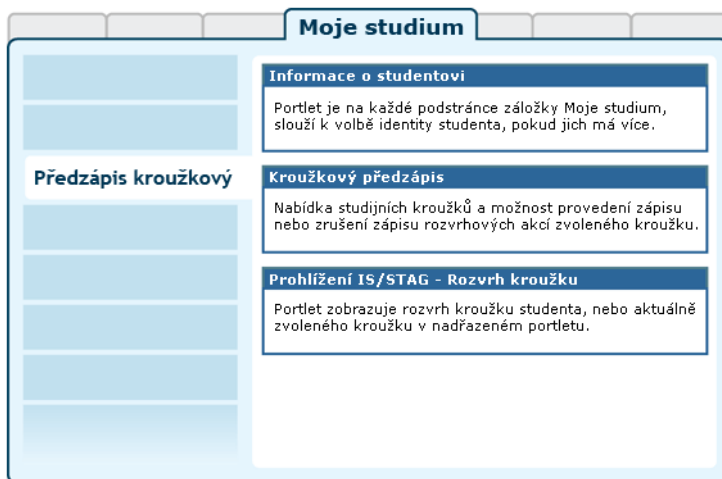 Moje studium
Informace o studentovi
Portlet je na každé podstránce záložky Moje studium,
slouží k volbě identity studenta, pokud jich má více.
Předzápis kroužkový
Kroužkový předzápis
Nabídka studijních kroužků a možnost provedení zápisu
nebo zrušení zápisu rozvrhových akcí zvoleného kroužku.
Prohlížení IS/STAG - Rozvrh kroužku
Portlet zobrazuje rozvrh kroužku studenta, nebo aktuálně
zvoleného kroužku v nadřazeném portletu.